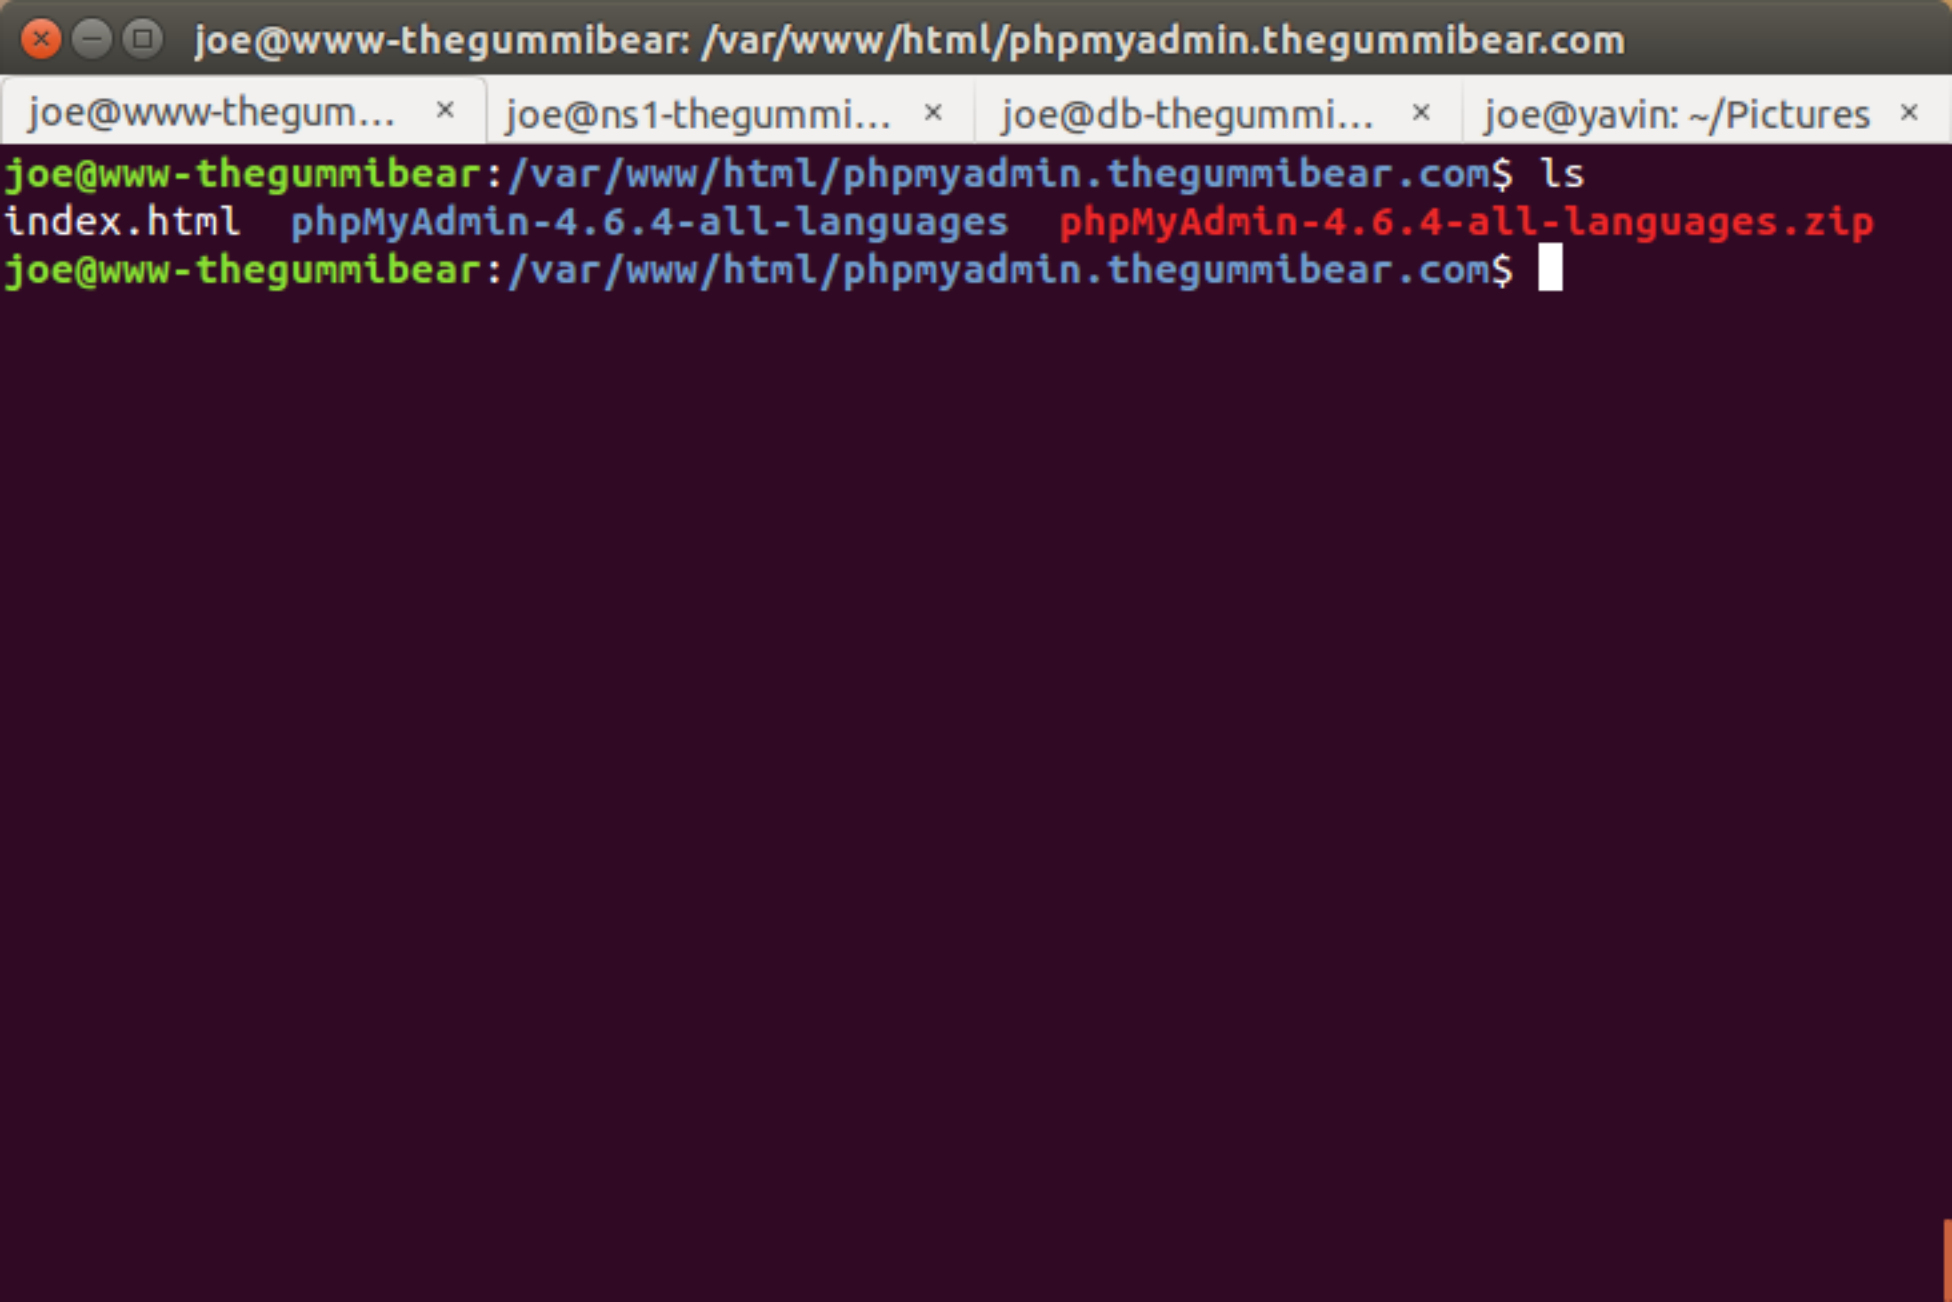 joe@www-thegummibear: /var/www/html/phpmyadmin.thegummibear.com
joe@www-thegum... × joe@ns1-thegummi... × joe@db-thegummi... × joe@yavin: ~/Pictures ×
joe@www-thegummibear:/var/www/html/phpmyadmin.thegummibear.com$ ls
index.html  phpMyAdmin-4.6.4-all-languages  phpMyAdmin-4.6.4-all-languages.zip
joe@www-thegummibear:/var/www/html/phpmyadmin.thegummibear.com$